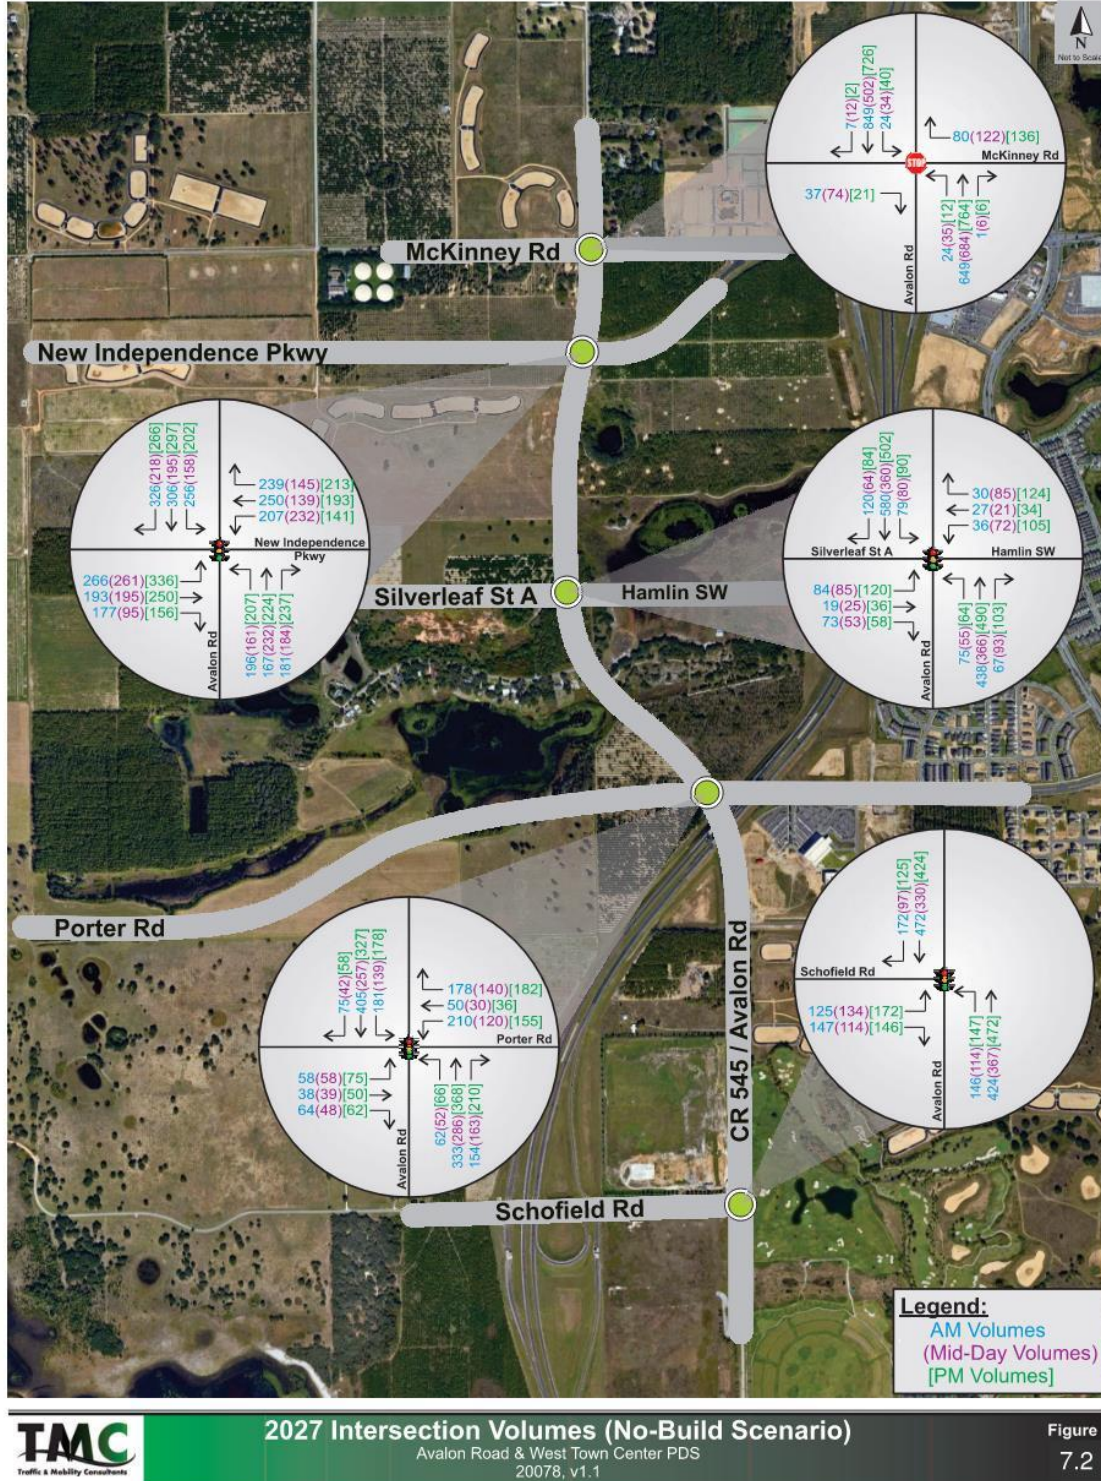 N
Not to Scale
7(12)[2]
849(502)[726]
24(34)[40]
80(122)[136]
McKinney Rd
STOP
37(74)[21]
24(35)[12]
649(684)[764]
1(6)[6]
Avalon Rd
McKinney Rd
New Independence Pkwy
326(218)[266]
306(195)[297]
256(158)[202]
239(145)[213]
250(139)[193]
207(232)[141]
New Independence
Pkwy
266(261)[336]
193(195)[250]
177(95)[156]
196(161)[207]
167(232)[224]
181(184)[237]
Avalon Rd
120(64)[84]
580(360)[502]
79(80)[90]
30(85)[124]
27(21)[34]
36(72)[105]
Silverleaf St A
Hamlin SW
84(85)[120]
19(25)[36]
73(53)[58]
75(55)[64]
438(366)[490]
67(93)[103]
Avalon Rd
Silverleaf St A
Hamlin SW
Porter Rd
75(42)[58]
405(257)[327]
181(139)[178]
178(140)[182]
50(30)[36]
210(120)[155]
Porter Rd
58(58)[75]
38(39)[50]
64(48)[62]
62(52)[66]
333(286)[368]
154(163)[210]
Avalon Rd
CR 545 / Avalon Rd
172(97)[125]
472(330)[424]
Schofield Rd
125(134)[172]
147(114)[146]
146(114)[147]
424(367)[472]
Avalon Rd
Schofield Rd
Legend:
AM Volumes
(Mid-Day Volumes)
[PM Volumes]
TMC
Traffic & Mobility Consultants
2027 Intersection Volumes (No-Build Scenario)
Avalon Road & West Town Center PDS
20078, v1.1
Figure
7.2